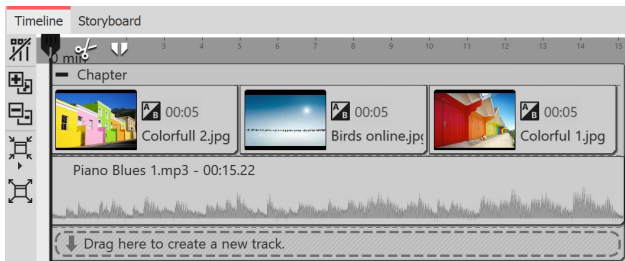 Timeline Storyboard
0 min 3 4 5 6 7 8 9 10 11 12 13 14 15
Chapter
A B 00:05 A B 00:05 A B 00:05
Colorfull 2.jpg Birds online.jpg Colorful 1.jpg
Piano Blues 1.mp3 - 00:15.22
Drag here to create a new track.